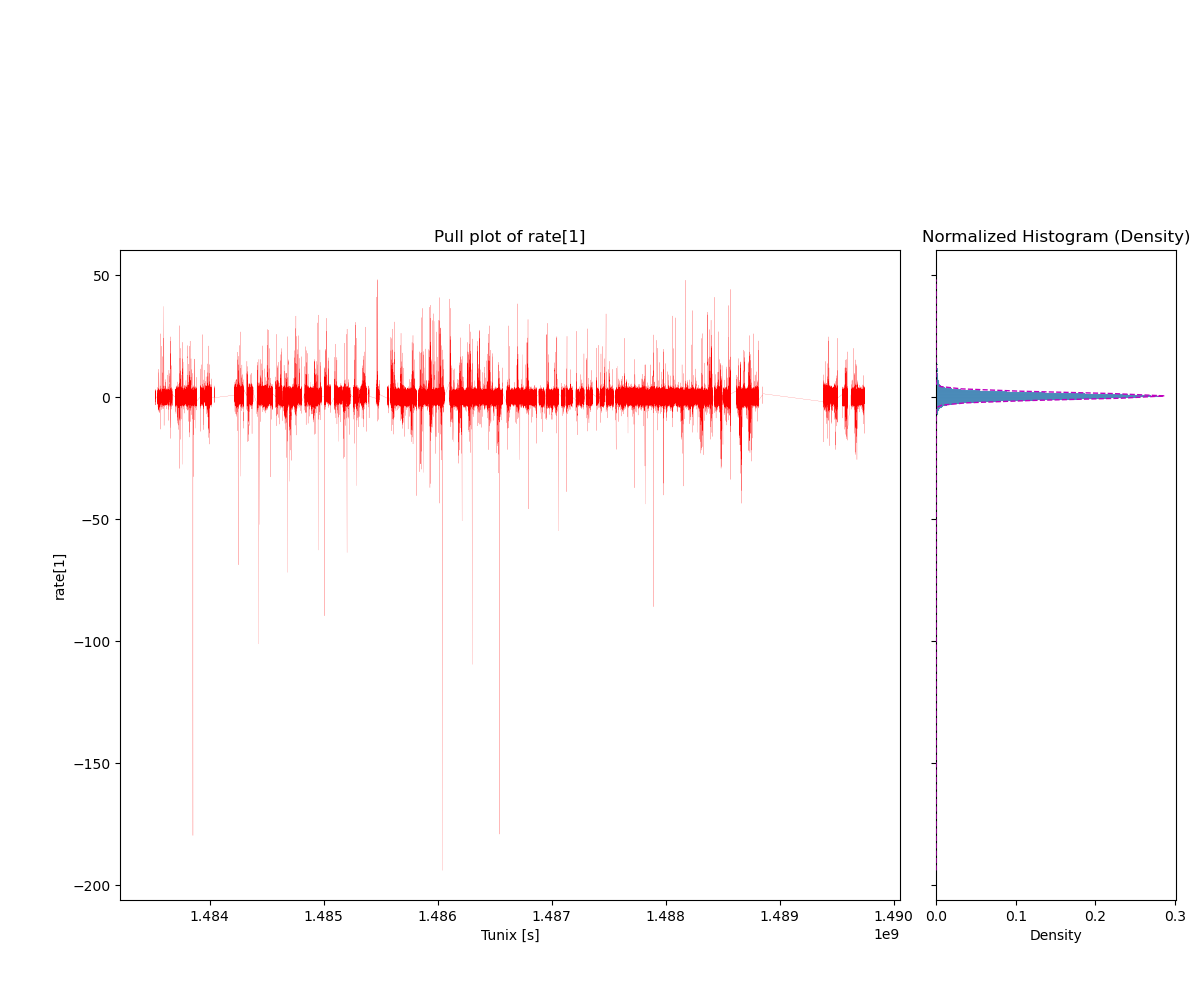 Pull plot of rate[1]
Normalized Histogram (Density)
50
0
−50
−100
−150
−200
rate[1]
1.484
1.485
1.486
1.487
1.488
1.489
1.490
1e9
Tunix [s]
0.0
0.1
0.2
0.3
Density